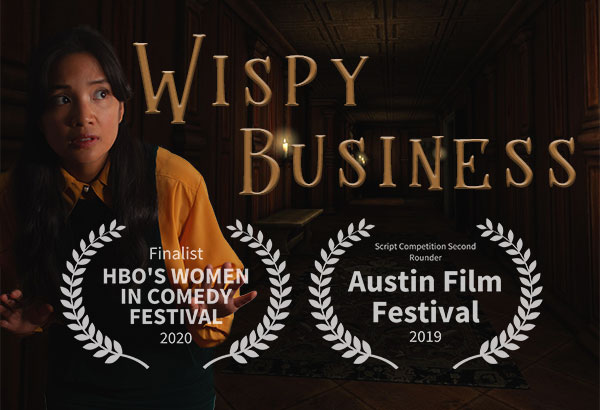 WISPY
BUSINESS
Finalist
HBO'S WOMEN
IN COMEDY
FESTIVAL
2020
Script Competition Second
Rounder
Austin Film
Festival
2019